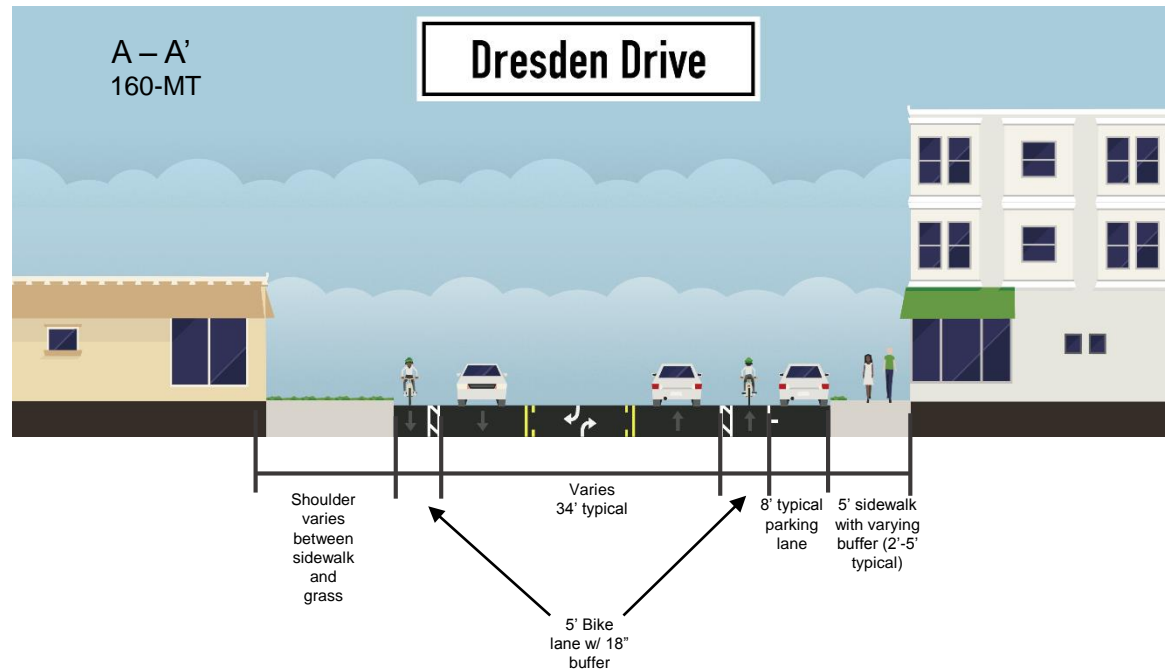 A – A’
160-MT
Dresden Drive
Shoulder
varies
between
sidewalk
and
grass
Varies
34’ typical
8’ typical
parking
lane
5’ sidewalk
with varying
buffer (2’-5’
typical)
5’ Bike
lane w/ 18”
buffer